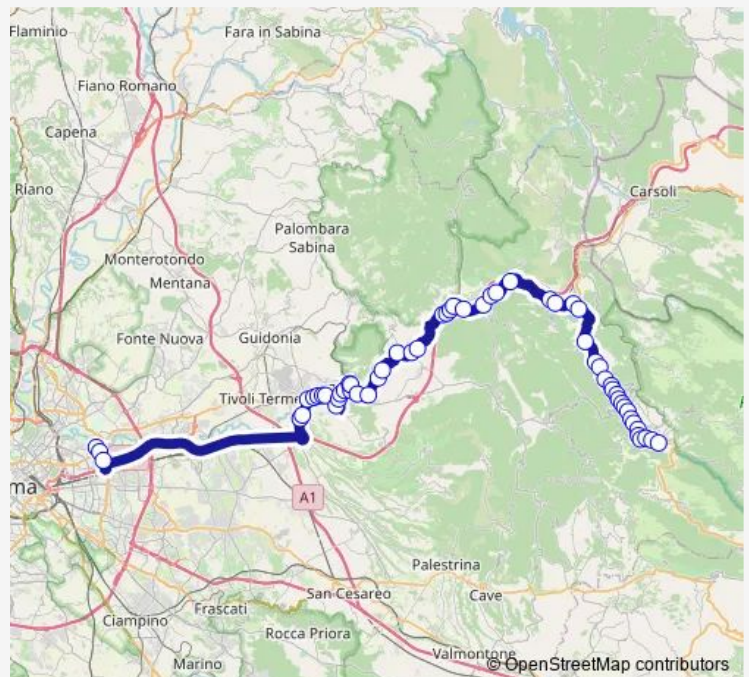 Flaminio
Fara in Sabina
Fiano Romano
Capena
Riano
Carsoli
Palombara
Sabina
Monterotondo
Mentana
Fonte Nuova
Guidonia
Tivoli Terme
ma
A1
Palestrina
Cave
San Cesareo
Frascati
Ciampino
Rocca Priora
Marino
Valmontone
© OpenStreetMap contributors